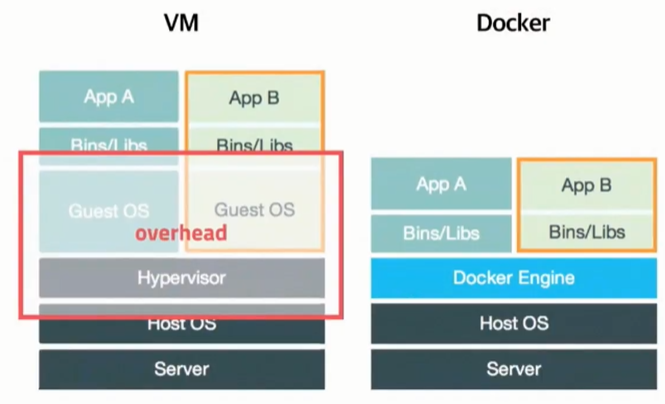 VM
App A
App B
Bins/Libs
Bins/Libs
Guest OS
Guest OS
overhead
Hypervisor
Host OS
Server
Docker
App A
App B
Bins/Libs
Bins/Libs
Docker Engine
Host OS
Server